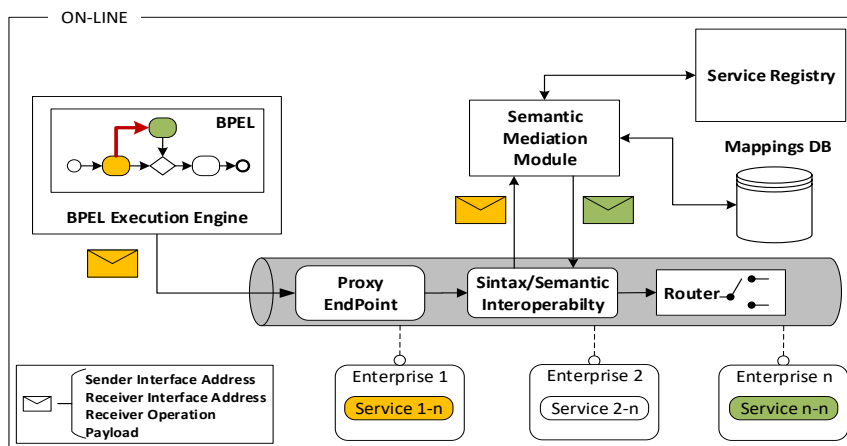 ON-LINE
BPEL
BPEL Execution Engine
Semantic
Mediation
Module
Service Registry
Mappings DB
Proxy
EndPoint
Sintax/Semantic
Interoperabilty
Router
Sender Interface Address
Receiver Interface Address
Receiver Operation
Payload
Enterprise 1
Service 1-n
Enterprise 2
Service 2-n
Enterprise n
Service n-n